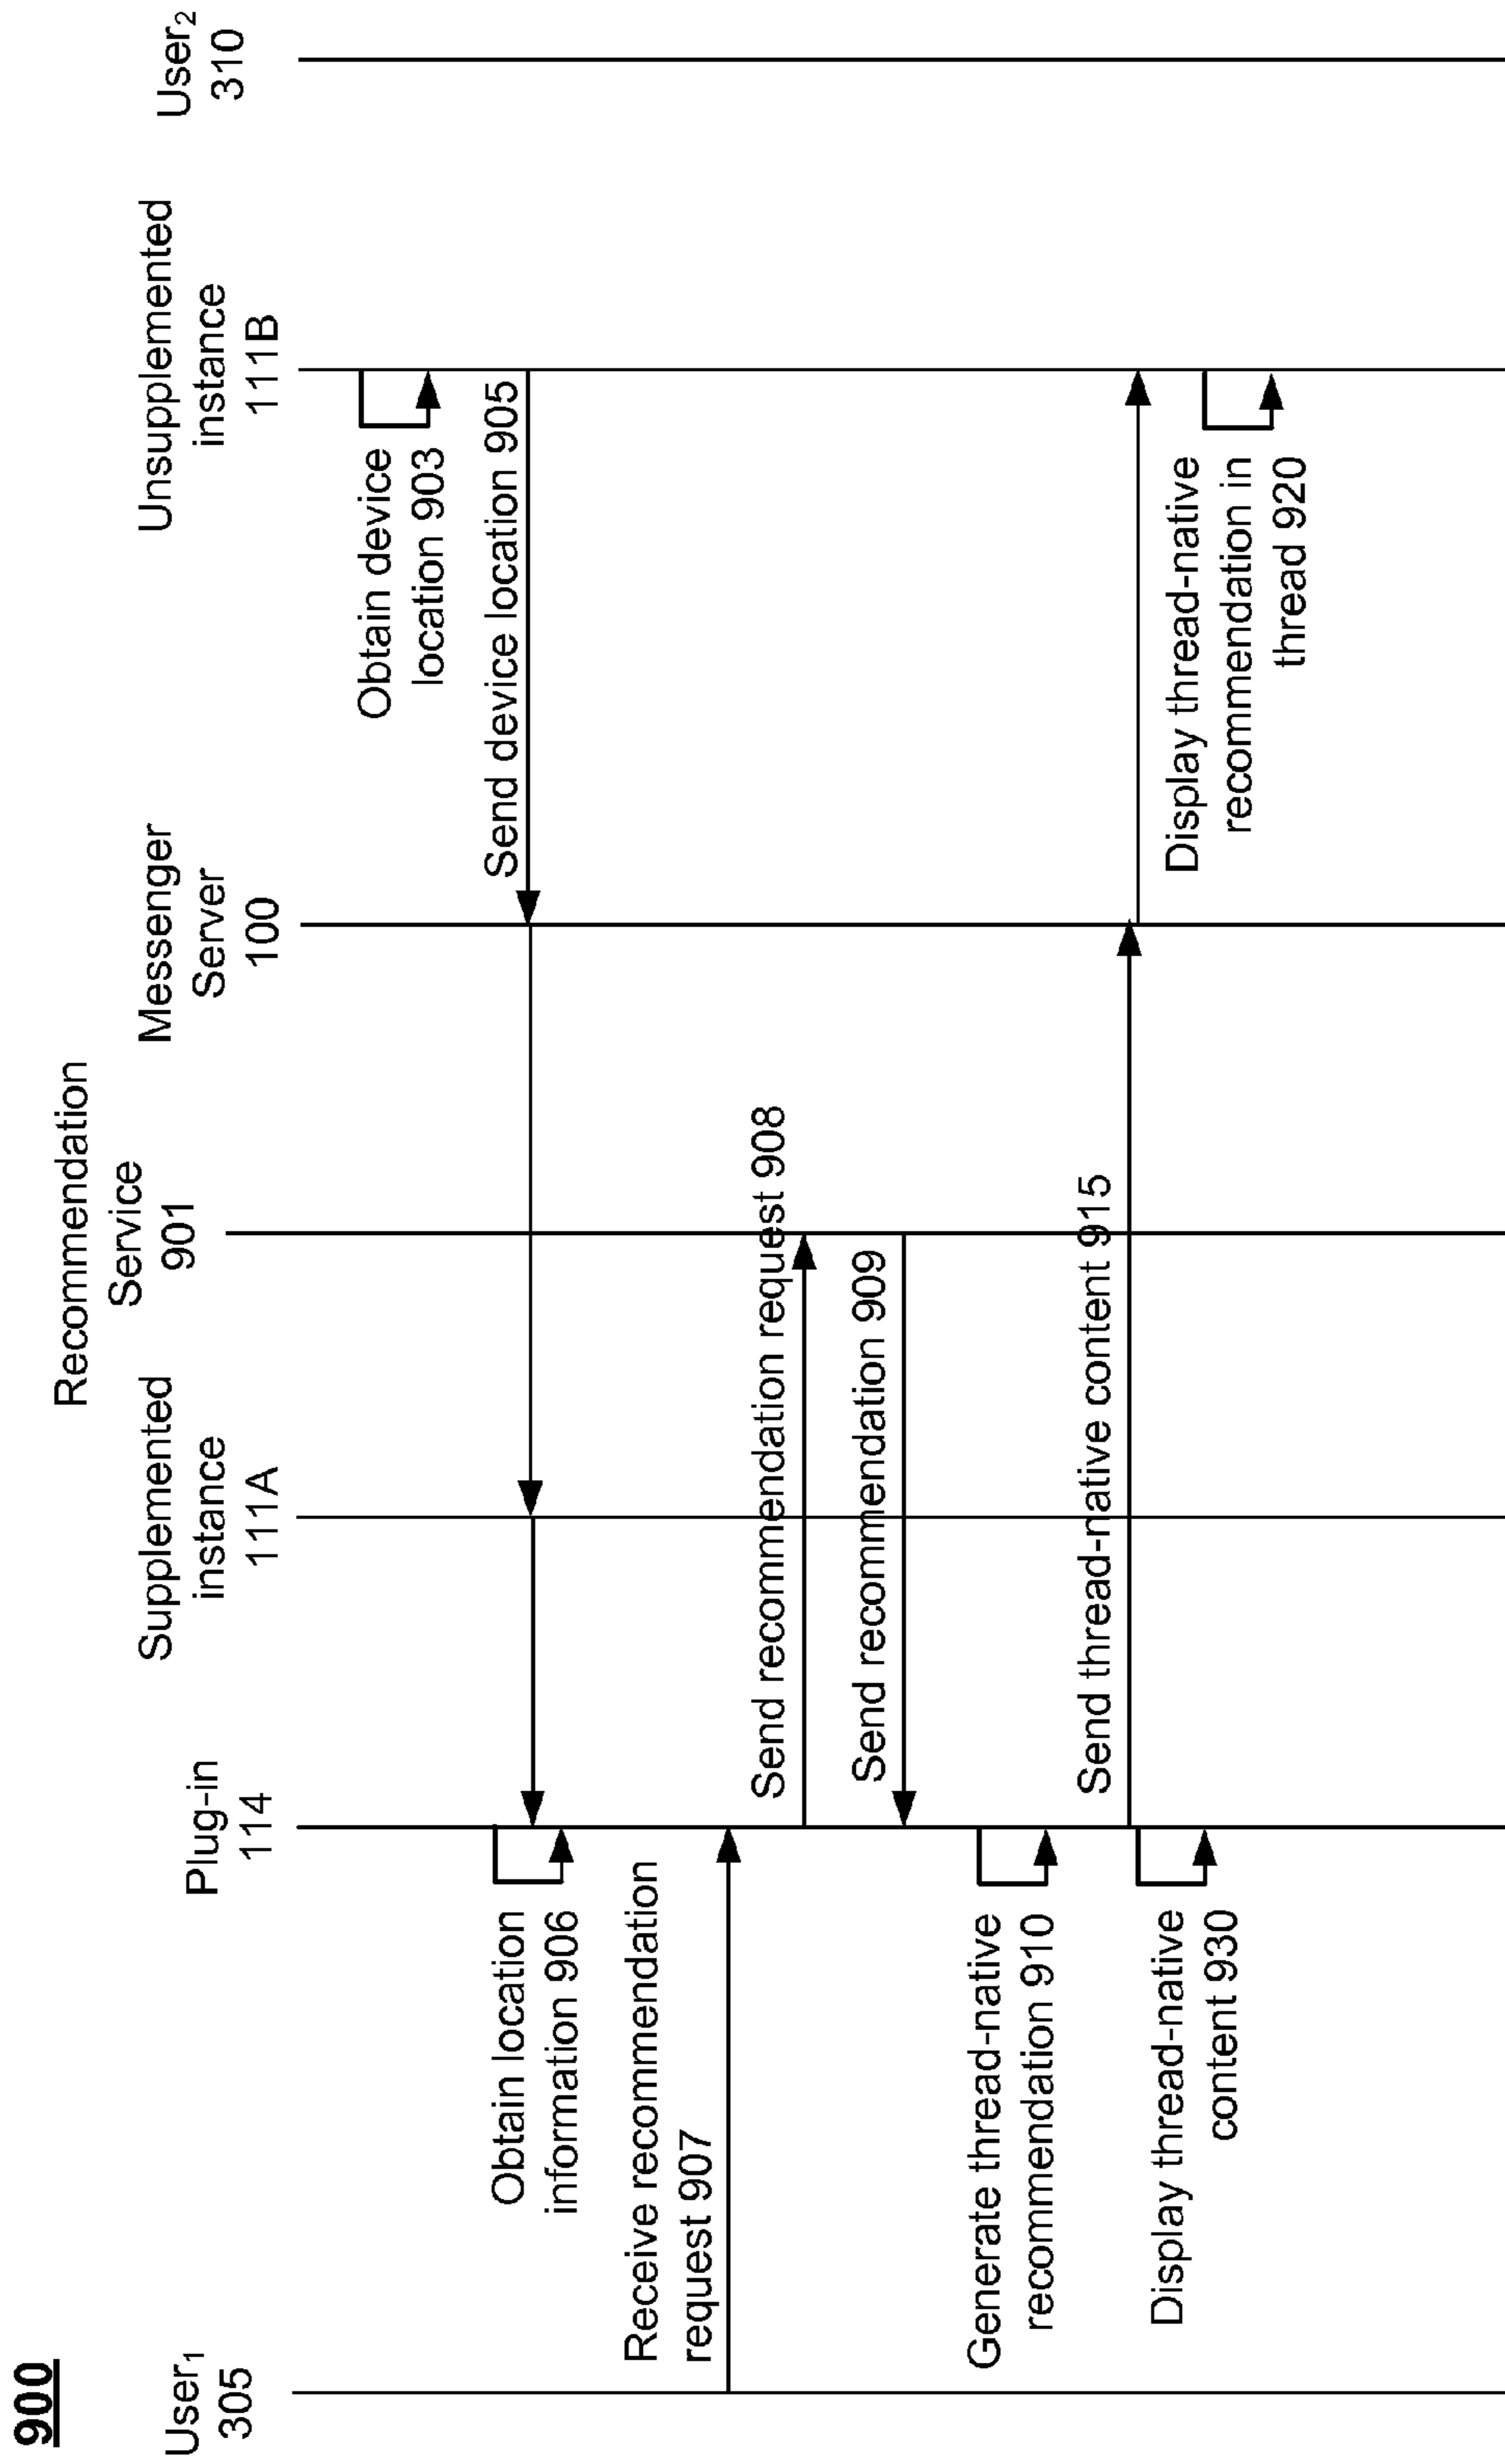 900
User₁
305
Plug-in
114
Supplemented
instance
111A
Recommendation
Service
901
Messenger
Server
100
Unsupplemented
instance
111B
User₂
310
Obtain device
location 903
Send device location 905
Obtain location
information 906
Receive recommendation
request 907
Send recommendation request 908
Send recommendation 909
Generate thread-native
recommendation 910
Send thread-native content 915
Display thread-native
recommendation in
thread 920
Display thread-native
content 930